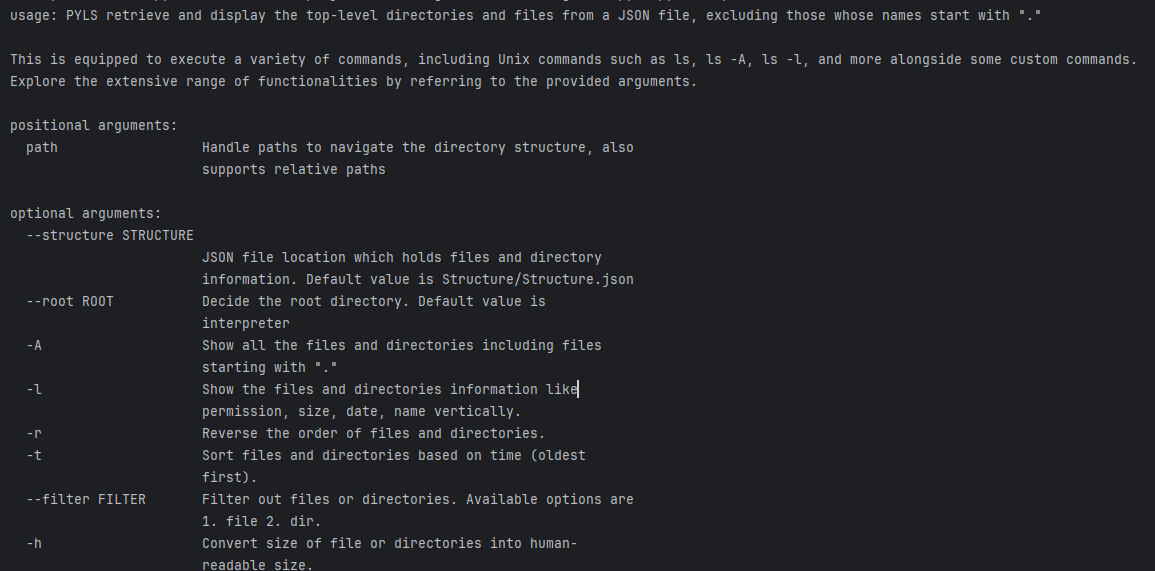 usage: PYLS retrieve and display the top-level directories and files from a JSON file, excluding those whose names start with "."
This is equipped to execute a variety of commands, including Unix commands such as ls, ls -A, ls -l, and more alongside some custom commands.
Explore the extensive range of functionalities by referring to the provided arguments.
positional arguments:
path Handle paths to navigate the directory structure, also
supports relative paths
optional arguments:
--structure STRUCTURE
JSON file location which holds files and directory
information. Default value is Structure/Structure.json
--root ROOT Decide the root directory. Default value is
interpreter
-A Show all the files and directories including files
starting with "."
-l Show the files and directories information like
permission, size, date, name vertically.
-r Reverse the order of files and directories.
-t Sort files and directories based on time (oldest
first).
--filter FILTER Filter out files or directories. Available options are
1. file 2. dir.
-h Convert size of file or directories into human-
readable size.